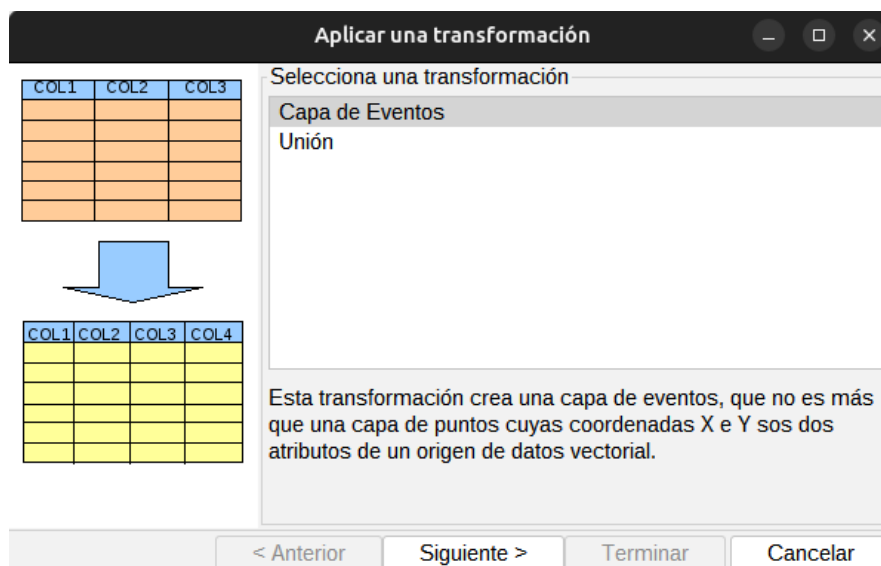 Aplicar una transformación
COL1 COL2 COL3
COL1 COL2 COL3 COL4
Selecciona una transformación
Capa de Eventos
Unión
Esta transformación crea una capa de eventos, que no es más
que una capa de puntos cuyas coordenadas X e Y sos dos
atributos de un origen de datos vectorial.
< Anterior Siguiente > Terminar Cancelar